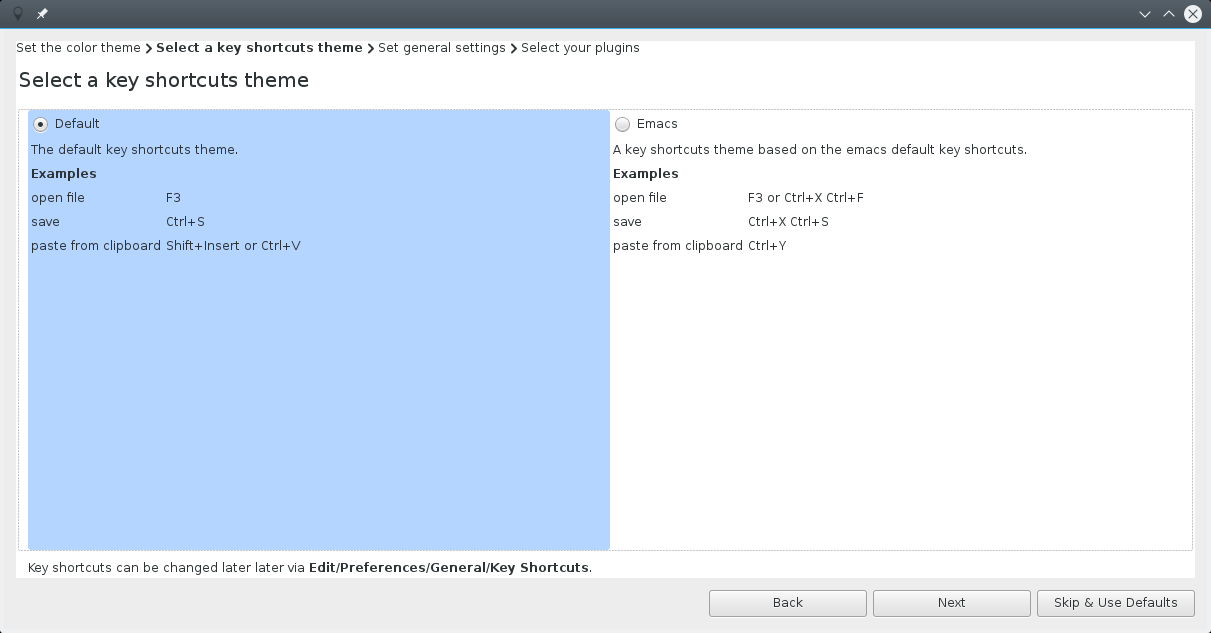 Set the color theme > Select a key shortcuts theme > Set general settings > Select your plugins
Select a key shortcuts theme
Default
The default key shortcuts theme.
Examples
open file F3
save Ctrl+S
paste from clipboard Shift+Insert or Ctrl+V
Emacs
A key shortcuts theme based on the emacs default key shortcuts.
Examples
open file F3 or Ctrl+X Ctrl+F
save Ctrl+X Ctrl+S
paste from clipboard Ctrl+Y
Key shortcuts can be changed later later via Edit/Preferences/General/Key Shortcuts.
Back Next Skip & Use Defaults